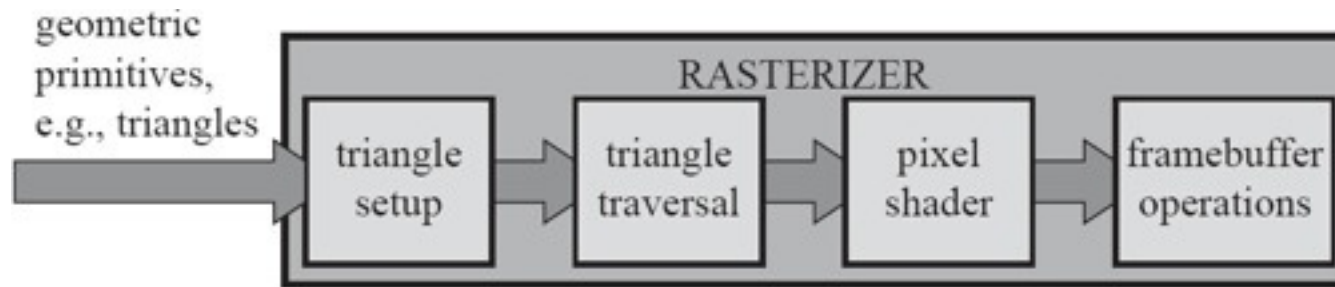 geometric
primitives,
e.g., triangles
RASTERIZER
triangle
setup
triangle
traversal
pixel
shader
framebuffer
operations